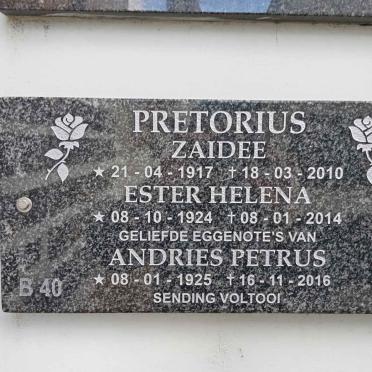 PRETORIUS
ZAIDEE
★ 21 - 04 - 1917 ✝ 18 - 03 - 2010
ESTER HELENA
★ 08 - 10 - 1924 ✝ 08 - 01 - 2014
GELIEFDE EGGENOTE'S VAN
ANDRIES PETRUS
★ 08 - 01 - 1925 ✝ 16 - 11 - 2016
SENDING VOLTOOI
B 40